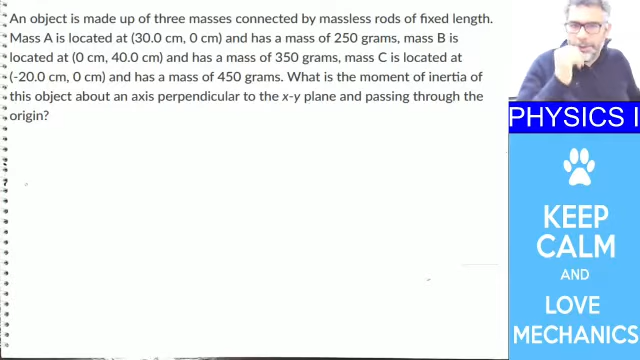 An object is made up of three masses connected by massless rods of fixed length.
Mass A is located at (30.0 cm, 0 cm) and has a mass of 250 grams, mass B is
located at (0 cm, 40.0 cm) and has a mass of 350 grams, mass C is located at
(-20.0 cm, 0 cm) and has a mass of 450 grams. What is the moment of inertia of
this object about an axis perpendicular to the x-y plane and passing through the
origin?
PHYSICS I
KEEP
CALM
AND
LOVE
MECHANICS